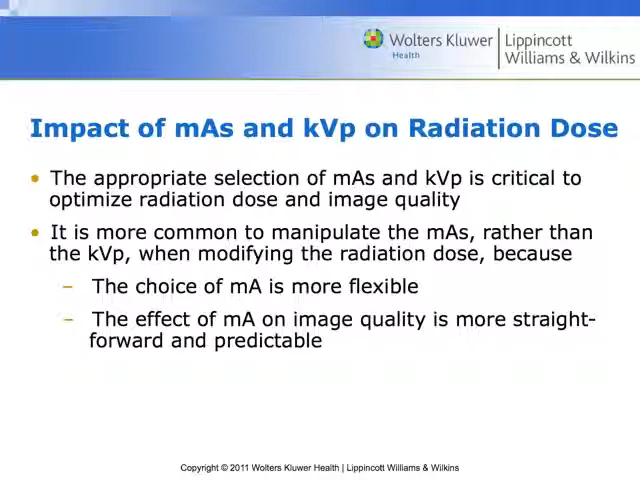 Wolters Kluwer
Health
Lippincott
Williams & Wilkins
Impact of mAs and kVp on Radiation Dose
• The appropriate selection of mAs and kVp is critical to
optimize radiation dose and image quality
• It is more common to manipulate the mAs, rather than
the kVp, when modifying the radiation dose, because
– The choice of mA is more flexible
– The effect of mA on image quality is more straight-
forward and predictable
Copyright © 2011 Wolters Kluwer Health | Lippincott Williams & Wilkins